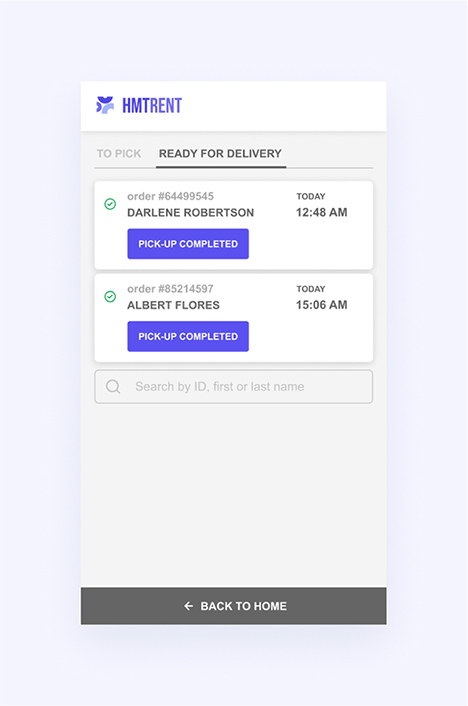 HMTRENT
TO PICK READY FOR DELIVERY
order #64499545 TODAY
DARLENE ROBERTSON 12:48 AM
PICK-UP COMPLETED
order #85214597 TODAY
ALBERT FLORES 15:06 AM
PICK-UP COMPLETED
Search by ID, first or last name
BACK TO HOME